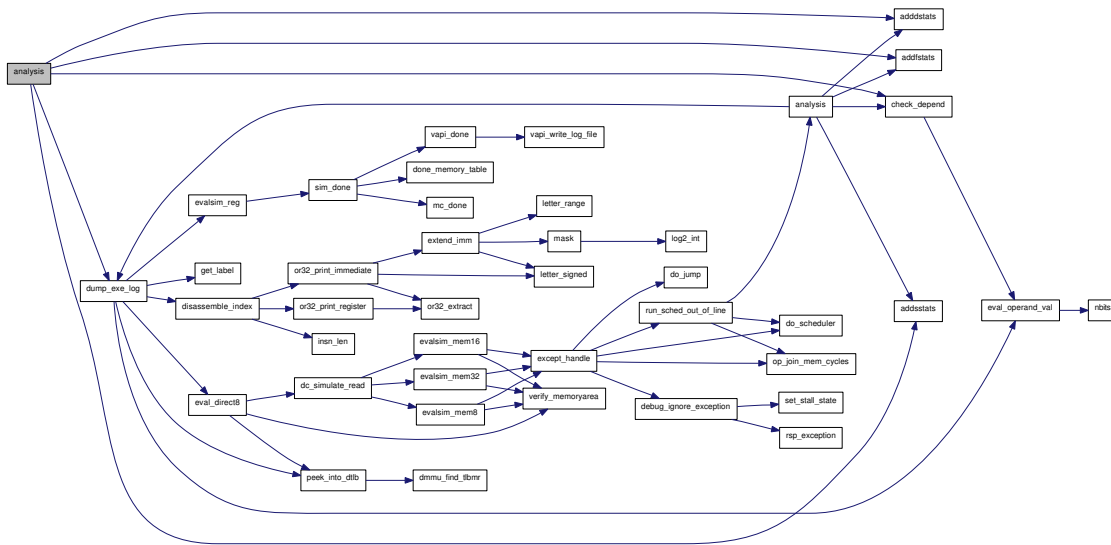 adddstats
addfstats
analysis
analysis
check_depend
vapi_done
vapi_write_log_file
done_memory_table
sim_done
evalsim_reg
mc_done
letter_range
extend_imm
mask
log2_int
get_label
or32_print_immediate
letter_signed
do_jump
dump_exe_log
disassemble_index
or32_print_register
or32_extract
run_sched_out_of_line
addsstats
eval_operand_val
nbits
do_scheduler
insn_len
evalsim_mem16
except_handle
op_join_mem_cycles
evalsim_mem32
dc_simulate_read
verify_memoryarea
eval_direct8
evalsim_mem8
debug_ignore_exception
set_stall_state
rsp_exception
peek_into_dtlb
dmmu_find_tlbmr